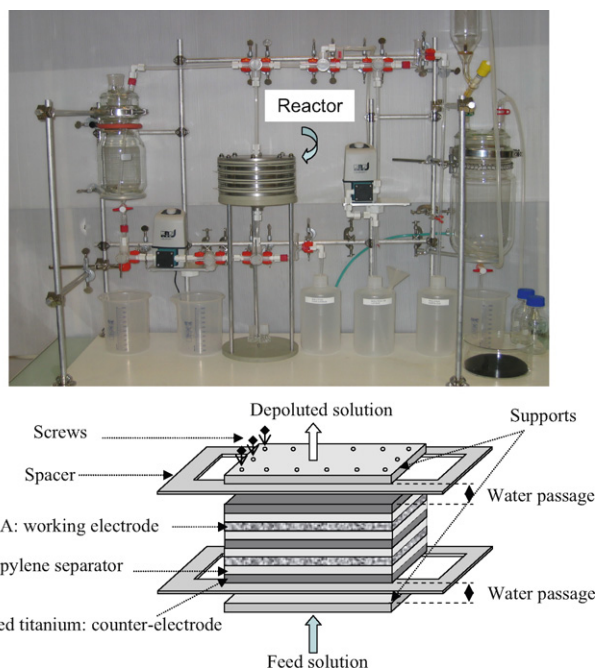 Reactor
Depoluted solution
Supports
Screws
Spacer
Water passage
A: working electrode
pylene separator
Water passage
ed titanium: counter-electrode
Feed solution